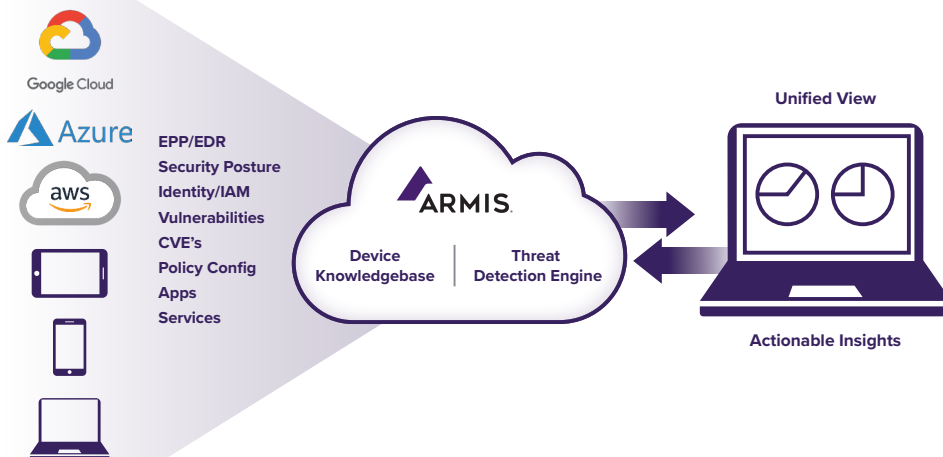 Google Cloud
Azure
aws
EPP/EDR
Security Posture
Identity/IAM
Vulnerabilities
CVE's
Policy Config
Apps
Services
ARMIS.
Device
Knowledgebase
Threat
Detection Engine
Unified View
Actionable Insights